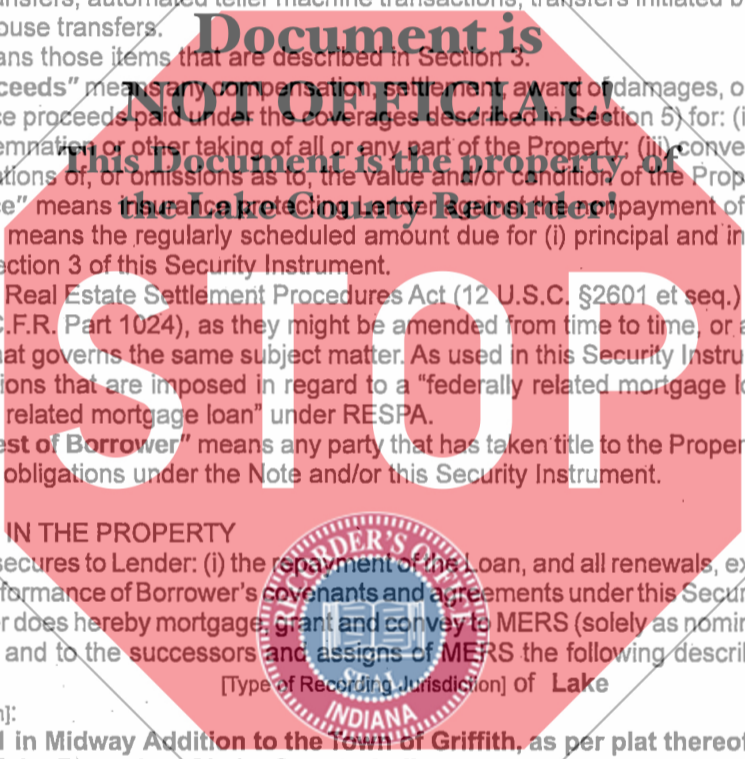 nsfers, automated teller machine transactions, transfers initiated b
ouse transfers.
Document is
ans those items that are described in Section 3.
ceeds” means any compensation, settlement, award of damages, o
NOT OFFICIAL!
e proceeds paid under the coverages described in Section 5) for: (i
emnation or other taking of all or any part of the Property; (iii) conve
This Document is the property of
tions of, or omissions as to, the value and/or condition of the Prop
the Lake County Recorder!
e” means insurance protecting Lender against the nonpayment of
means the regularly scheduled amount due for (i) principal and in
ection 3 of this Security Instrument.
STOP
Real Estate Settlement Procedures Act (12 U.S.C. §2601 et seq.)
C.F.R. Part 1024), as they might be amended from time to time, or a
at governs the same subject matter. As used in this Security Instru
ions that are imposed in regard to a “federally related mortgage lo
related mortgage loan” under RESPA.
est of Borrower” means any party that has taken title to the Proper
obligations under the Note and/or this Security Instrument.
IN THE PROPERTY
secures to Lender: (i) the repayment of the Loan, and all renewals, ex
formance of Borrower's covenants and agreements under this Secur
r does hereby mortgage, grant and convey to MERS (solely as nomin
and to the successors and assigns of MERS the following describ
RECORDER'S OFFICE
SEAL
INDIANA
[Type of Recording Jurisdiction] of Lake
n]:
1 in Midway Addition to the Town of Griffith, as per plat thereof